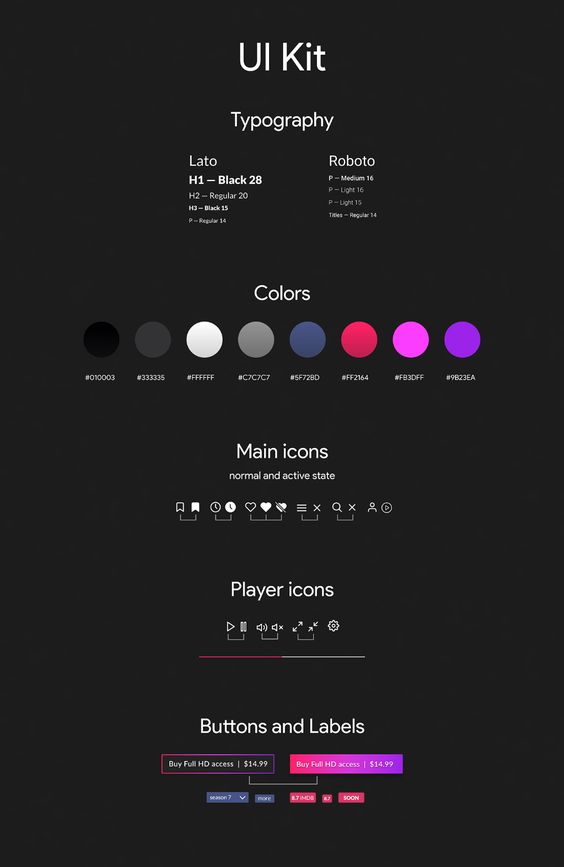 UI Kit
Typography
Lato
H1 — Black 28
H2 — Regular 20
H3 — Black 15
P — Regular 14
Roboto
P — Medium 16
P — Light 16
P — Light 15
Titles — Regular 14
Colors
#010003 #333335 #FFFFFF #C7C7C7 #5F72BD #FF2164 #FB3DFF #9B23EA
Main icons
normal and active state
Player icons
Buttons and Labels
Buy Full HD access | $14.99 Buy Full HD access | $14.99
season 7 more 8.7 IMDB 8.7 SOON